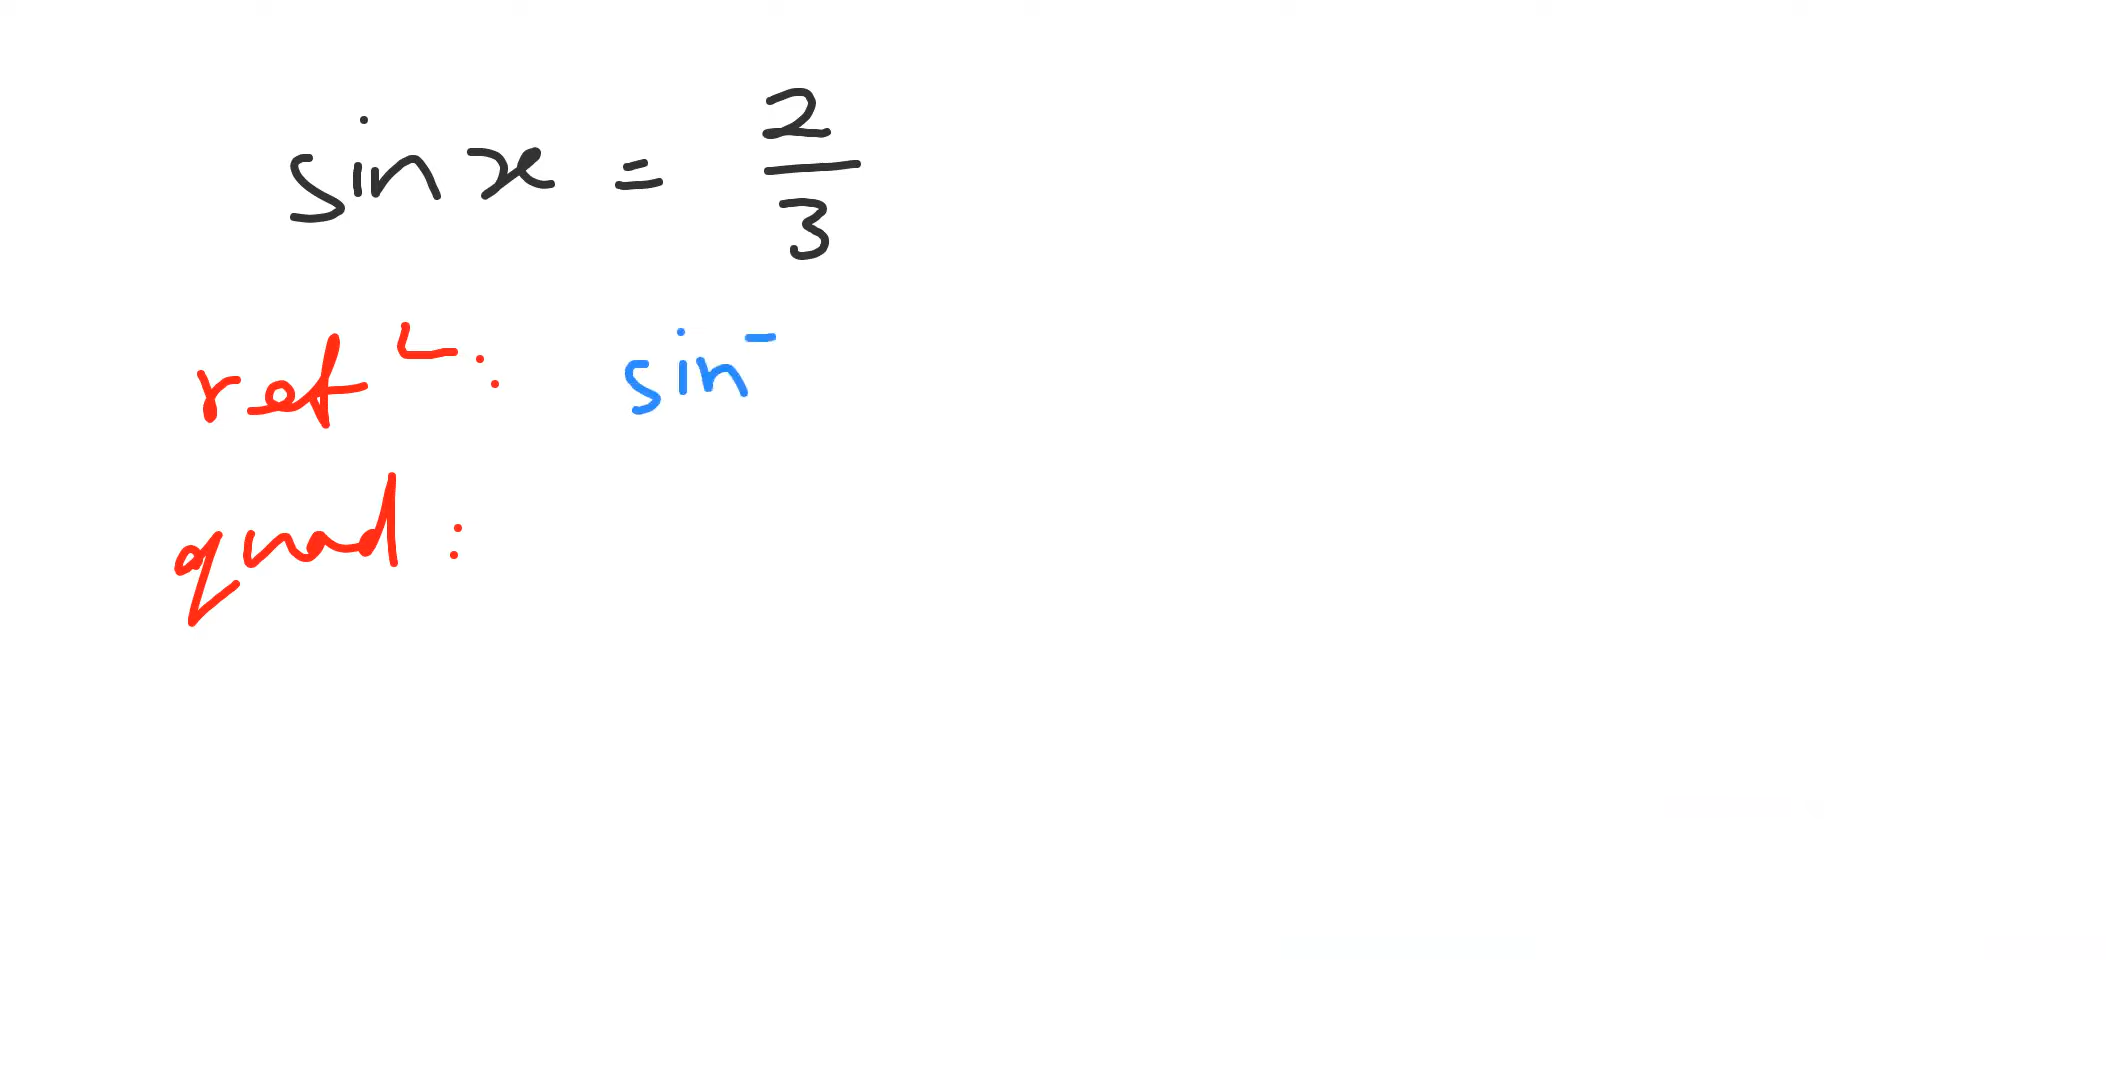 sin x = 2/3
ref ∠:  sin⁻
quad: